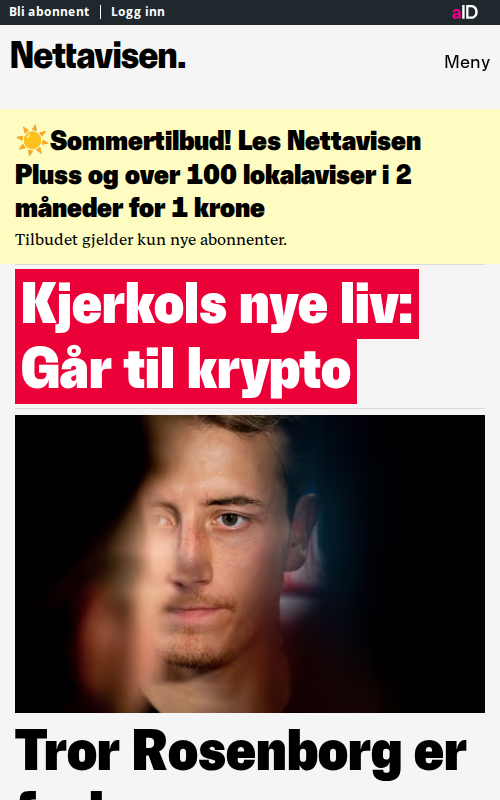 Bli abonnent | Logg inn
aID
Nettavisen.
Meny
☀️Sommertilbud! Les Nettavisen
Pluss og over 100 lokalaviser i 2
måneder for 1 krone
Tilbudet gjelder kun nye abonnenter.
Kjerkols nye liv:
Går til krypto
Tror Rosenborg er